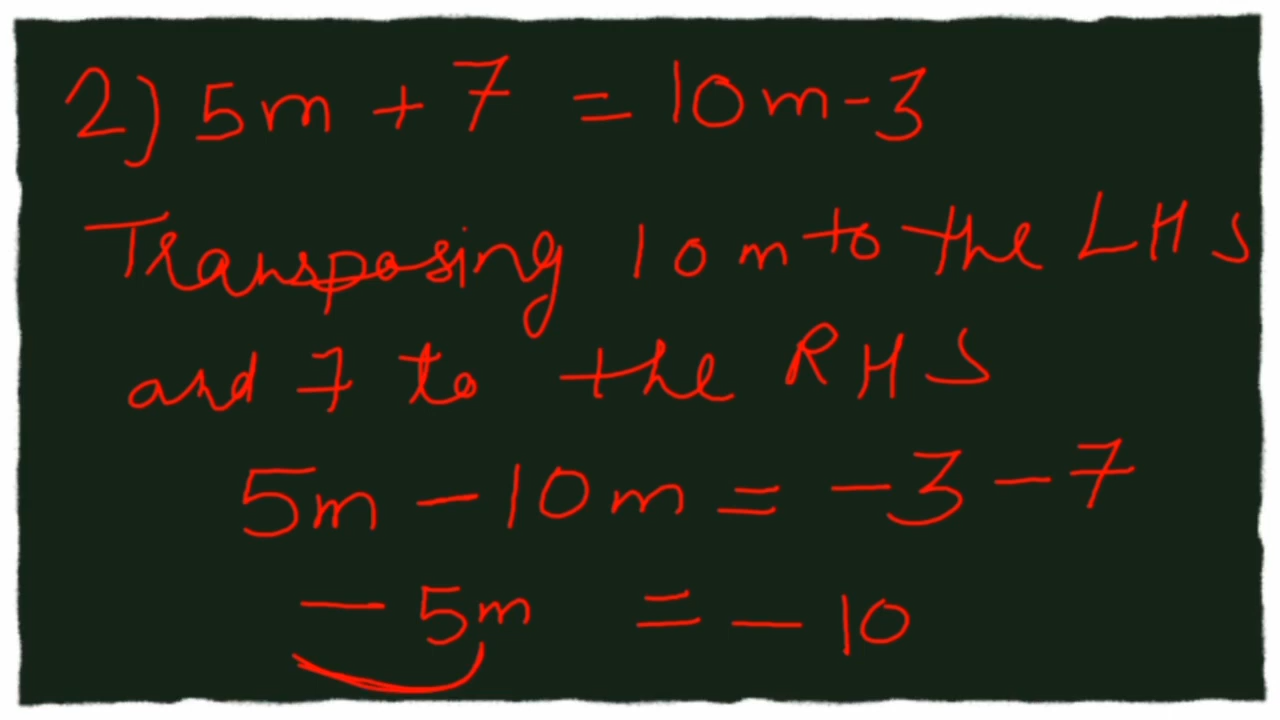 2) 5m + 7 = 10m - 3
Transposing 10m to the LHS
and 7 to the RHS
5m - 10m = -3 - 7
- 5m = - 10